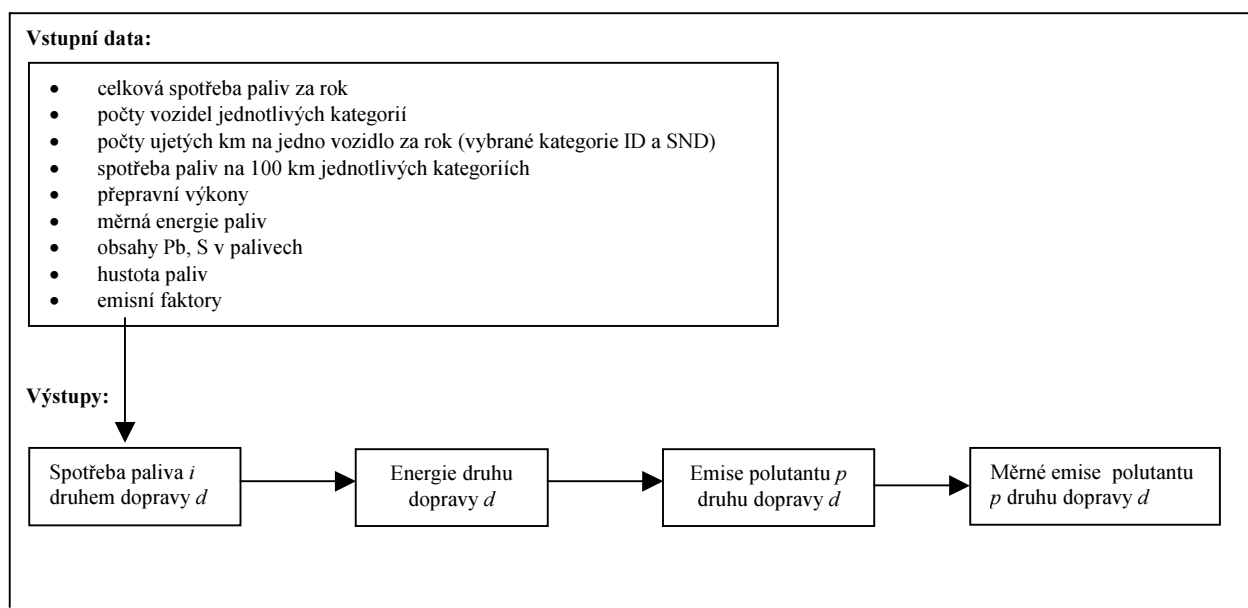 Vstupní data:
• celková spotřeba paliv za rok
• počty vozidel jednotlivých kategorií
• počty ujetých km na jedno vozidlo za rok (vybrané kategorie ID a SND)
• spotřeba paliv na 100 km jednotlivých kategoriích
• přepravní výkony
• měrná energie paliv
• obsahy Pb, S v palivech
• hustota paliv
• emisní faktory
Výstupy:
Spotřeba paliva i
druhem dopravy d
Energie druhu
dopravy d
Emise polutantu p
druhu dopravy d
Měrné emise polutantu
p druhu dopravy d